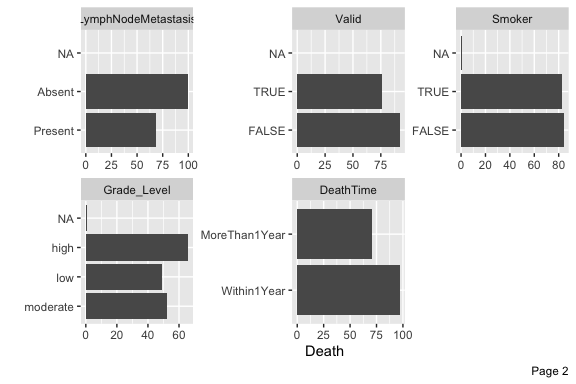 LymphNodeMetastasis
NA
Absent
Present
0 25 50 75 100
Valid
NA
TRUE
FALSE
0 25 50 75
Smoker
NA
TRUE
FALSE
0 20 40 60 80
Grade_Level
NA
high
low
moderate
0 20 40 60
DeathTime
MoreThan1Year
Within1Year
0 25 50 75 100
Death
Page 2